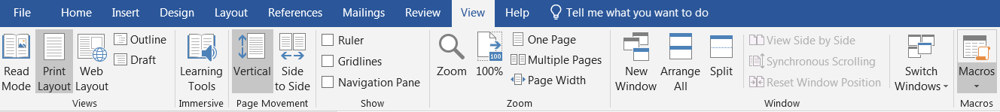 File Home Insert Design Layout References Mailings Review View Help Tell me what you want to do
Read Mode
Print Layout
Web Layout
Outline
Draft
Views
Learning Tools
Immersive
Vertical
Side to Side
Page Movement
Ruler
Gridlines
Navigation Pane
Show
Zoom
100
100%
One Page
Multiple Pages
Page Width
Zoom
New Window
Arrange All
Split
View Side by Side
Synchronous Scrolling
Reset Window Position
Switch Windows
Window
Macros
Macros